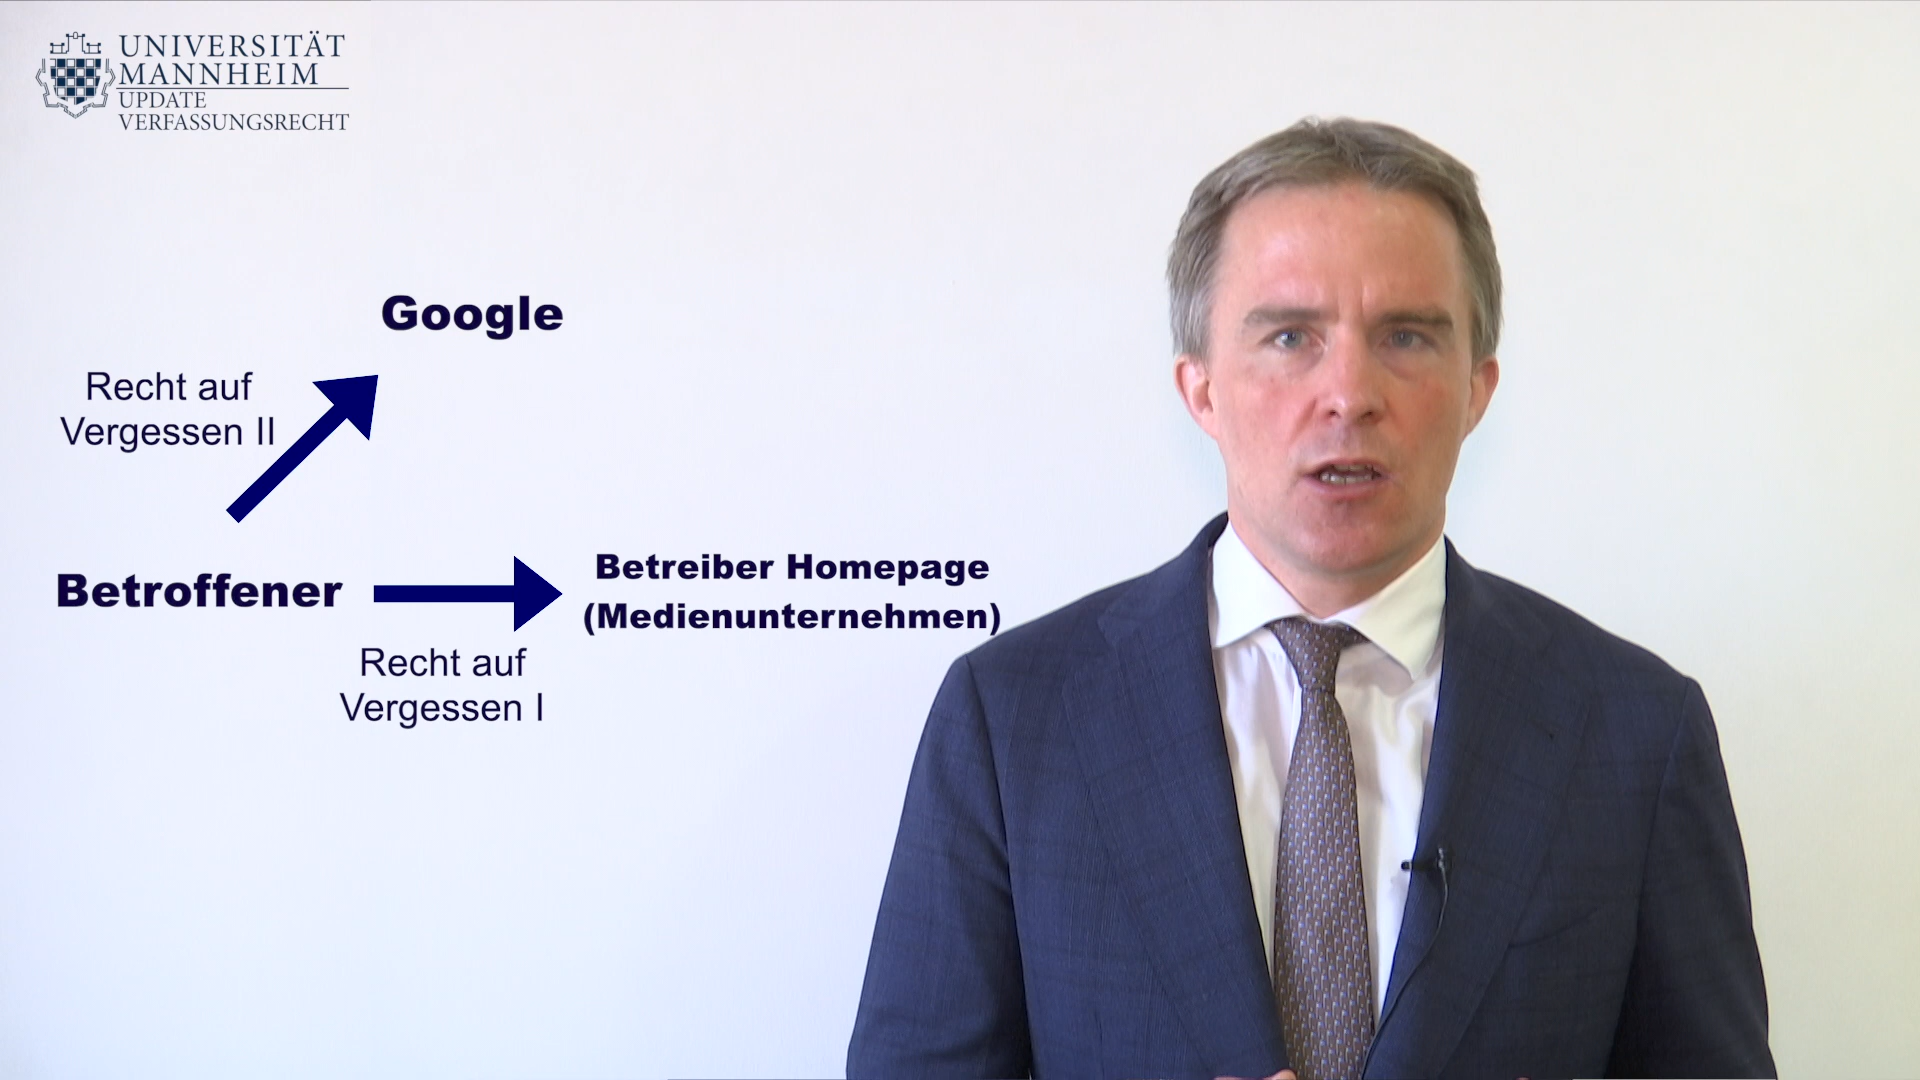 UNIVERSITÄT
MANNHEIM
UPDATE
VERFASSUNGSRECHT
Google
Recht auf
Vergessen II
Betroffener
Betreiber Homepage
(Medienunternehmen)
Recht auf
Vergessen I